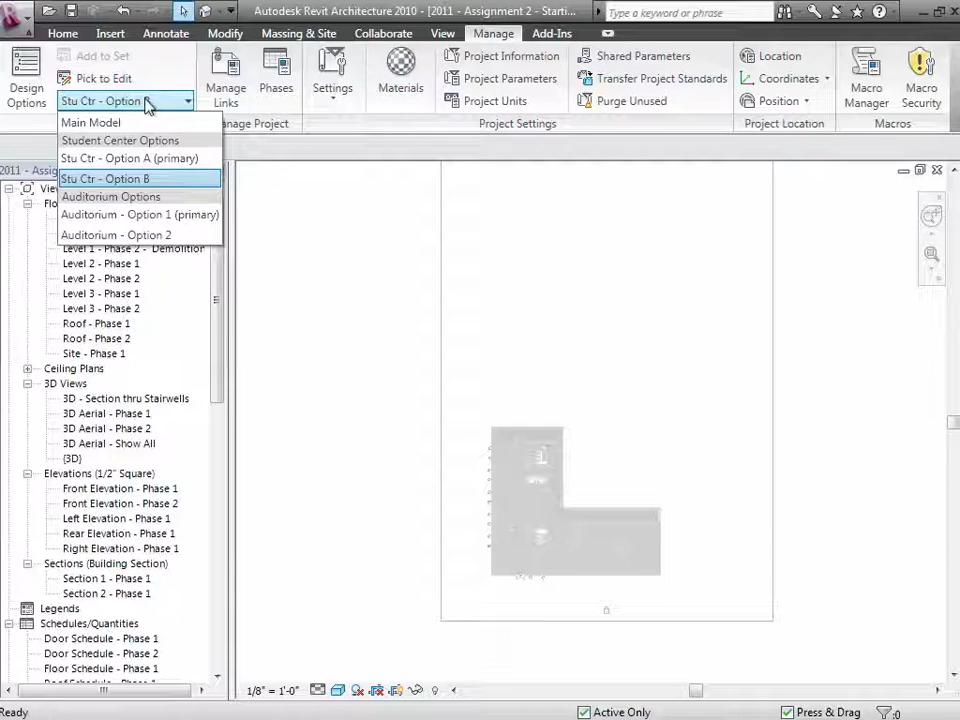 Autodesk Revit Architecture 2010 - [2011 - Assignment 2 - Starti...
Type a keyword or phrase
Home Insert Annotate Modify Massing & Site Collaborate View Manage Add-Ins
Add to Set
Pick to Edit
Stu Ctr - Option
Design Options
Manage Links
Phases
Settings
Materials
Project Information
Project Parameters
Project Units
Shared Parameters
Transfer Project Standards
Purge Unused
Location
Coordinates
Position
Macro Manager
Macro Security
anage Project
Project Settings
Project Location
Macros
Main Model
Student Center Options
Stu Ctr - Option A (primary)
Stu Ctr - Option B
Auditorium Options
Auditorium - Option 1 (primary)
Auditorium - Option 2
2011 - Assig
Vie
Flo
Level 1 - Phase 2 - Demolition
Level 2 - Phase 1
Level 2 - Phase 2
Level 3 - Phase 1
Level 3 - Phase 2
Roof - Phase 1
Roof - Phase 2
Site - Phase 1
Ceiling Plans
3D Views
3D - Section thru Stairwells
3D Aerial - Phase 1
3D Aerial - Phase 2
3D Aerial - Show All
{3D}
Elevations (1/2" Square)
Front Elevation - Phase 1
Front Elevation - Phase 2
Left Elevation - Phase 1
Rear Elevation - Phase 1
Right Elevation - Phase 1
Sections (Building Section)
Section 1 - Phase 1
Section 2 - Phase 1
Legends
Schedules/Quantities
Door Schedule - Phase 1
Door Schedule - Phase 2
Floor Schedule - Phase 1
1/8" = 1'-0"
Ready
Active Only
Press & Drag
:0